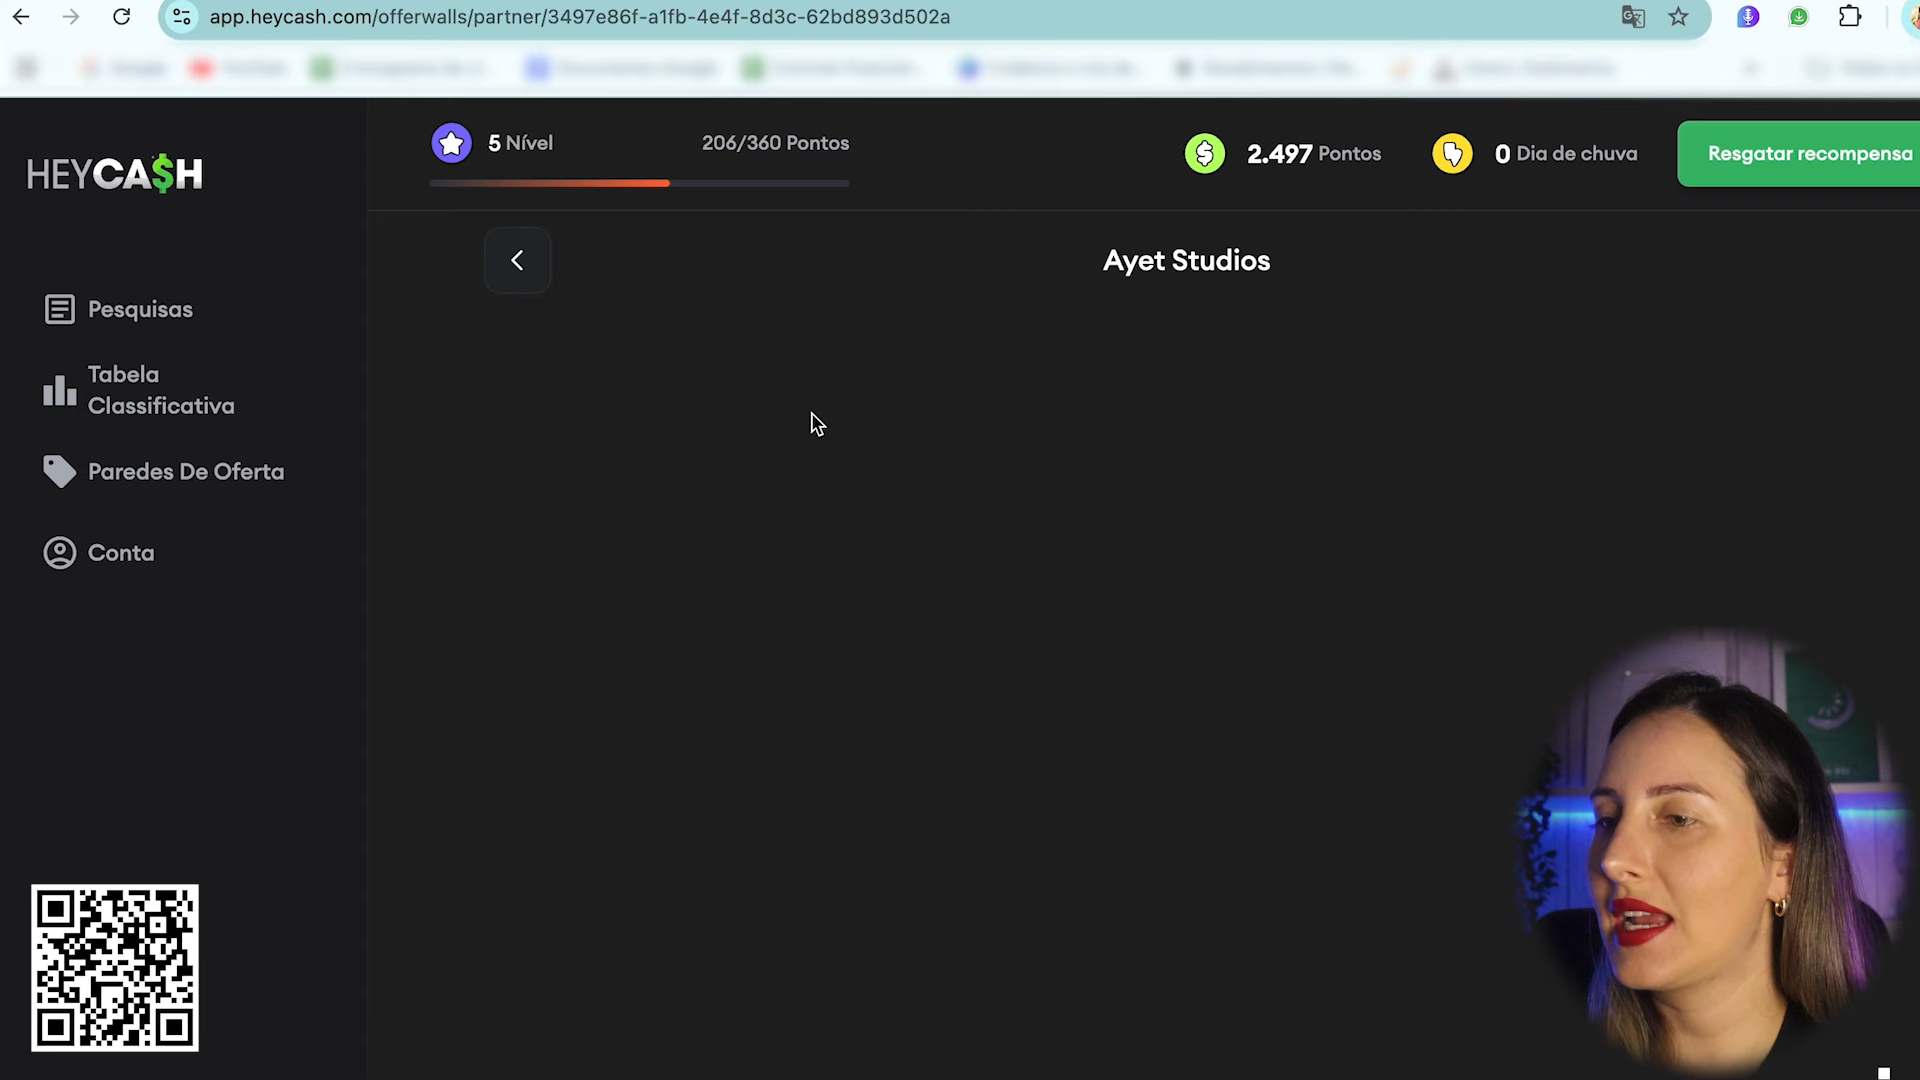 app.heycash.com/offerwalls/partner/3497e86f-a1fb-4e4f-8d3c-62bd893d502a
HEYCA$H
5 Nível
206/360 Pontos
2.497 Pontos
0 Dia de chuva
Resgatar recompensa
Ayet Studios
Pesquisas
Tabela
Classificativa
Paredes De Oferta
Conta